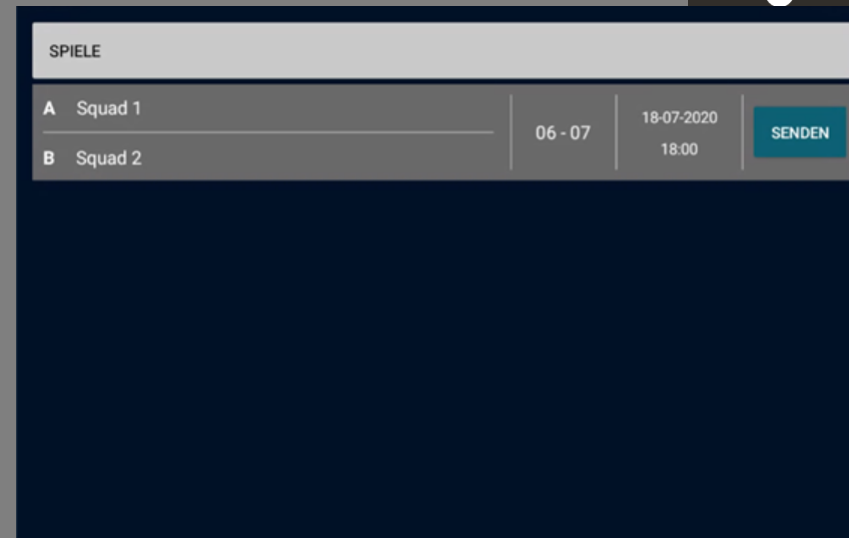 SPIELE
A Squad 1
B Squad 2
06 - 07
18-07-2020
18:00
SENDEN